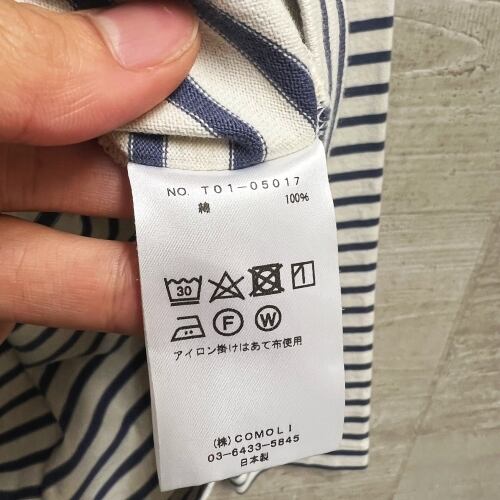 NO. T01-05017
綿 100%
30
F W
アイロン掛けはあて布使用
(株)COMOLI
03-6433-5845
日本製